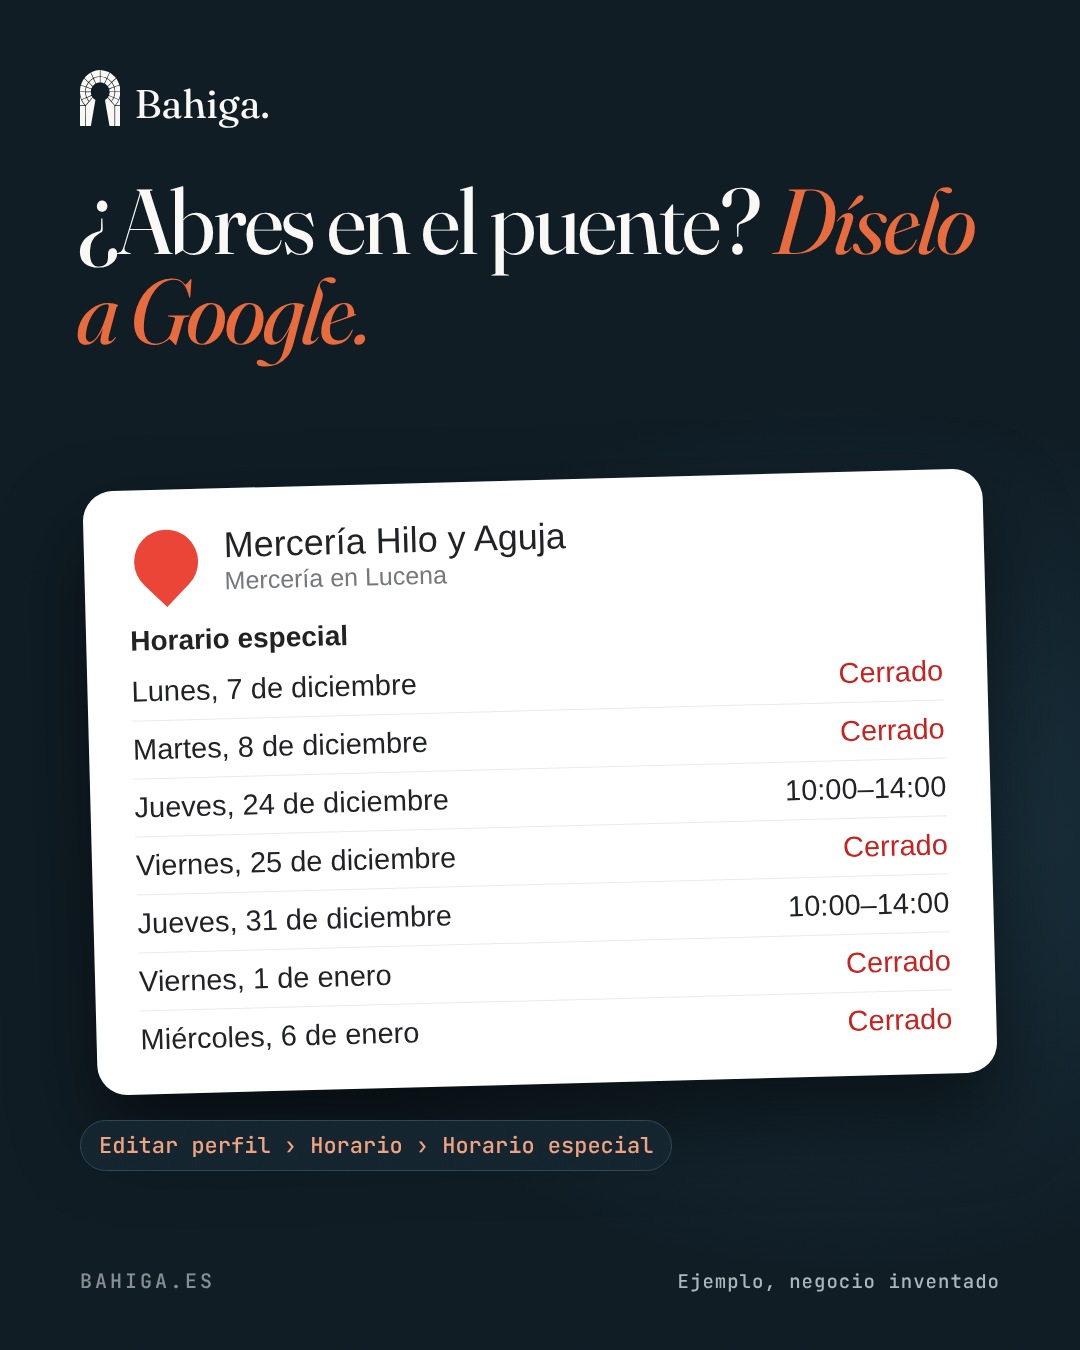 Bahiga.
¿Abres en el puente? Díselo
a Google.
Mercería Hilo y Aguja
Mercería en Lucena
Horario especial
Lunes, 7 de diciembre Cerrado
Martes, 8 de diciembre Cerrado
Jueves, 24 de diciembre 10:00–14:00
Viernes, 25 de diciembre Cerrado
Jueves, 31 de diciembre 10:00–14:00
Viernes, 1 de enero Cerrado
Miércoles, 6 de enero Cerrado
Editar perfil › Horario › Horario especial
BAHIGA.ES Ejemplo, negocio inventado